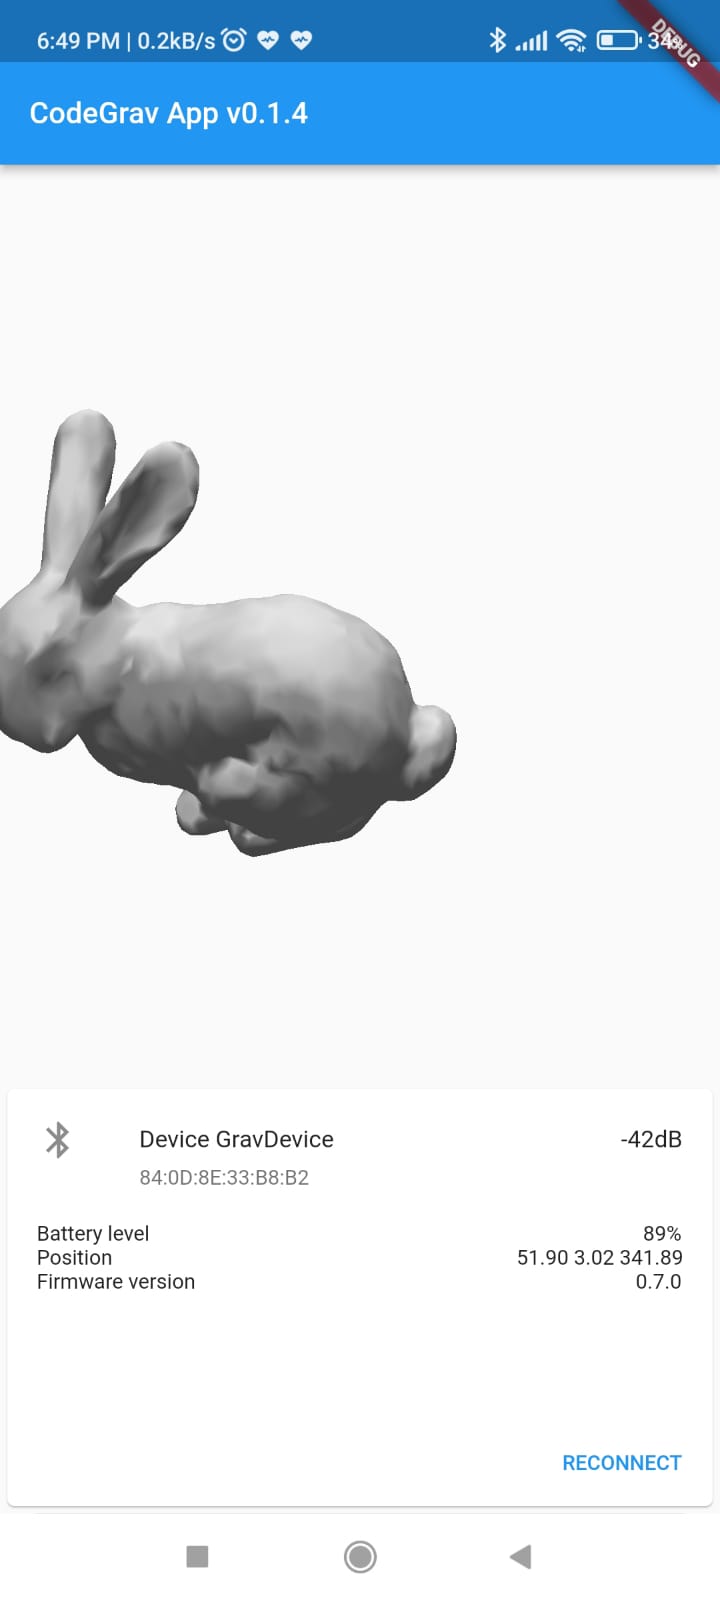 6:49 PM | 0.2kB/s
DEBUG
CodeGrav App v0.1.4
Device GravDevice -42dB
84:0D:8E:33:B8:B2
Battery level 89%
Position 51.90 3.02 341.89
Firmware version 0.7.0
RECONNECT